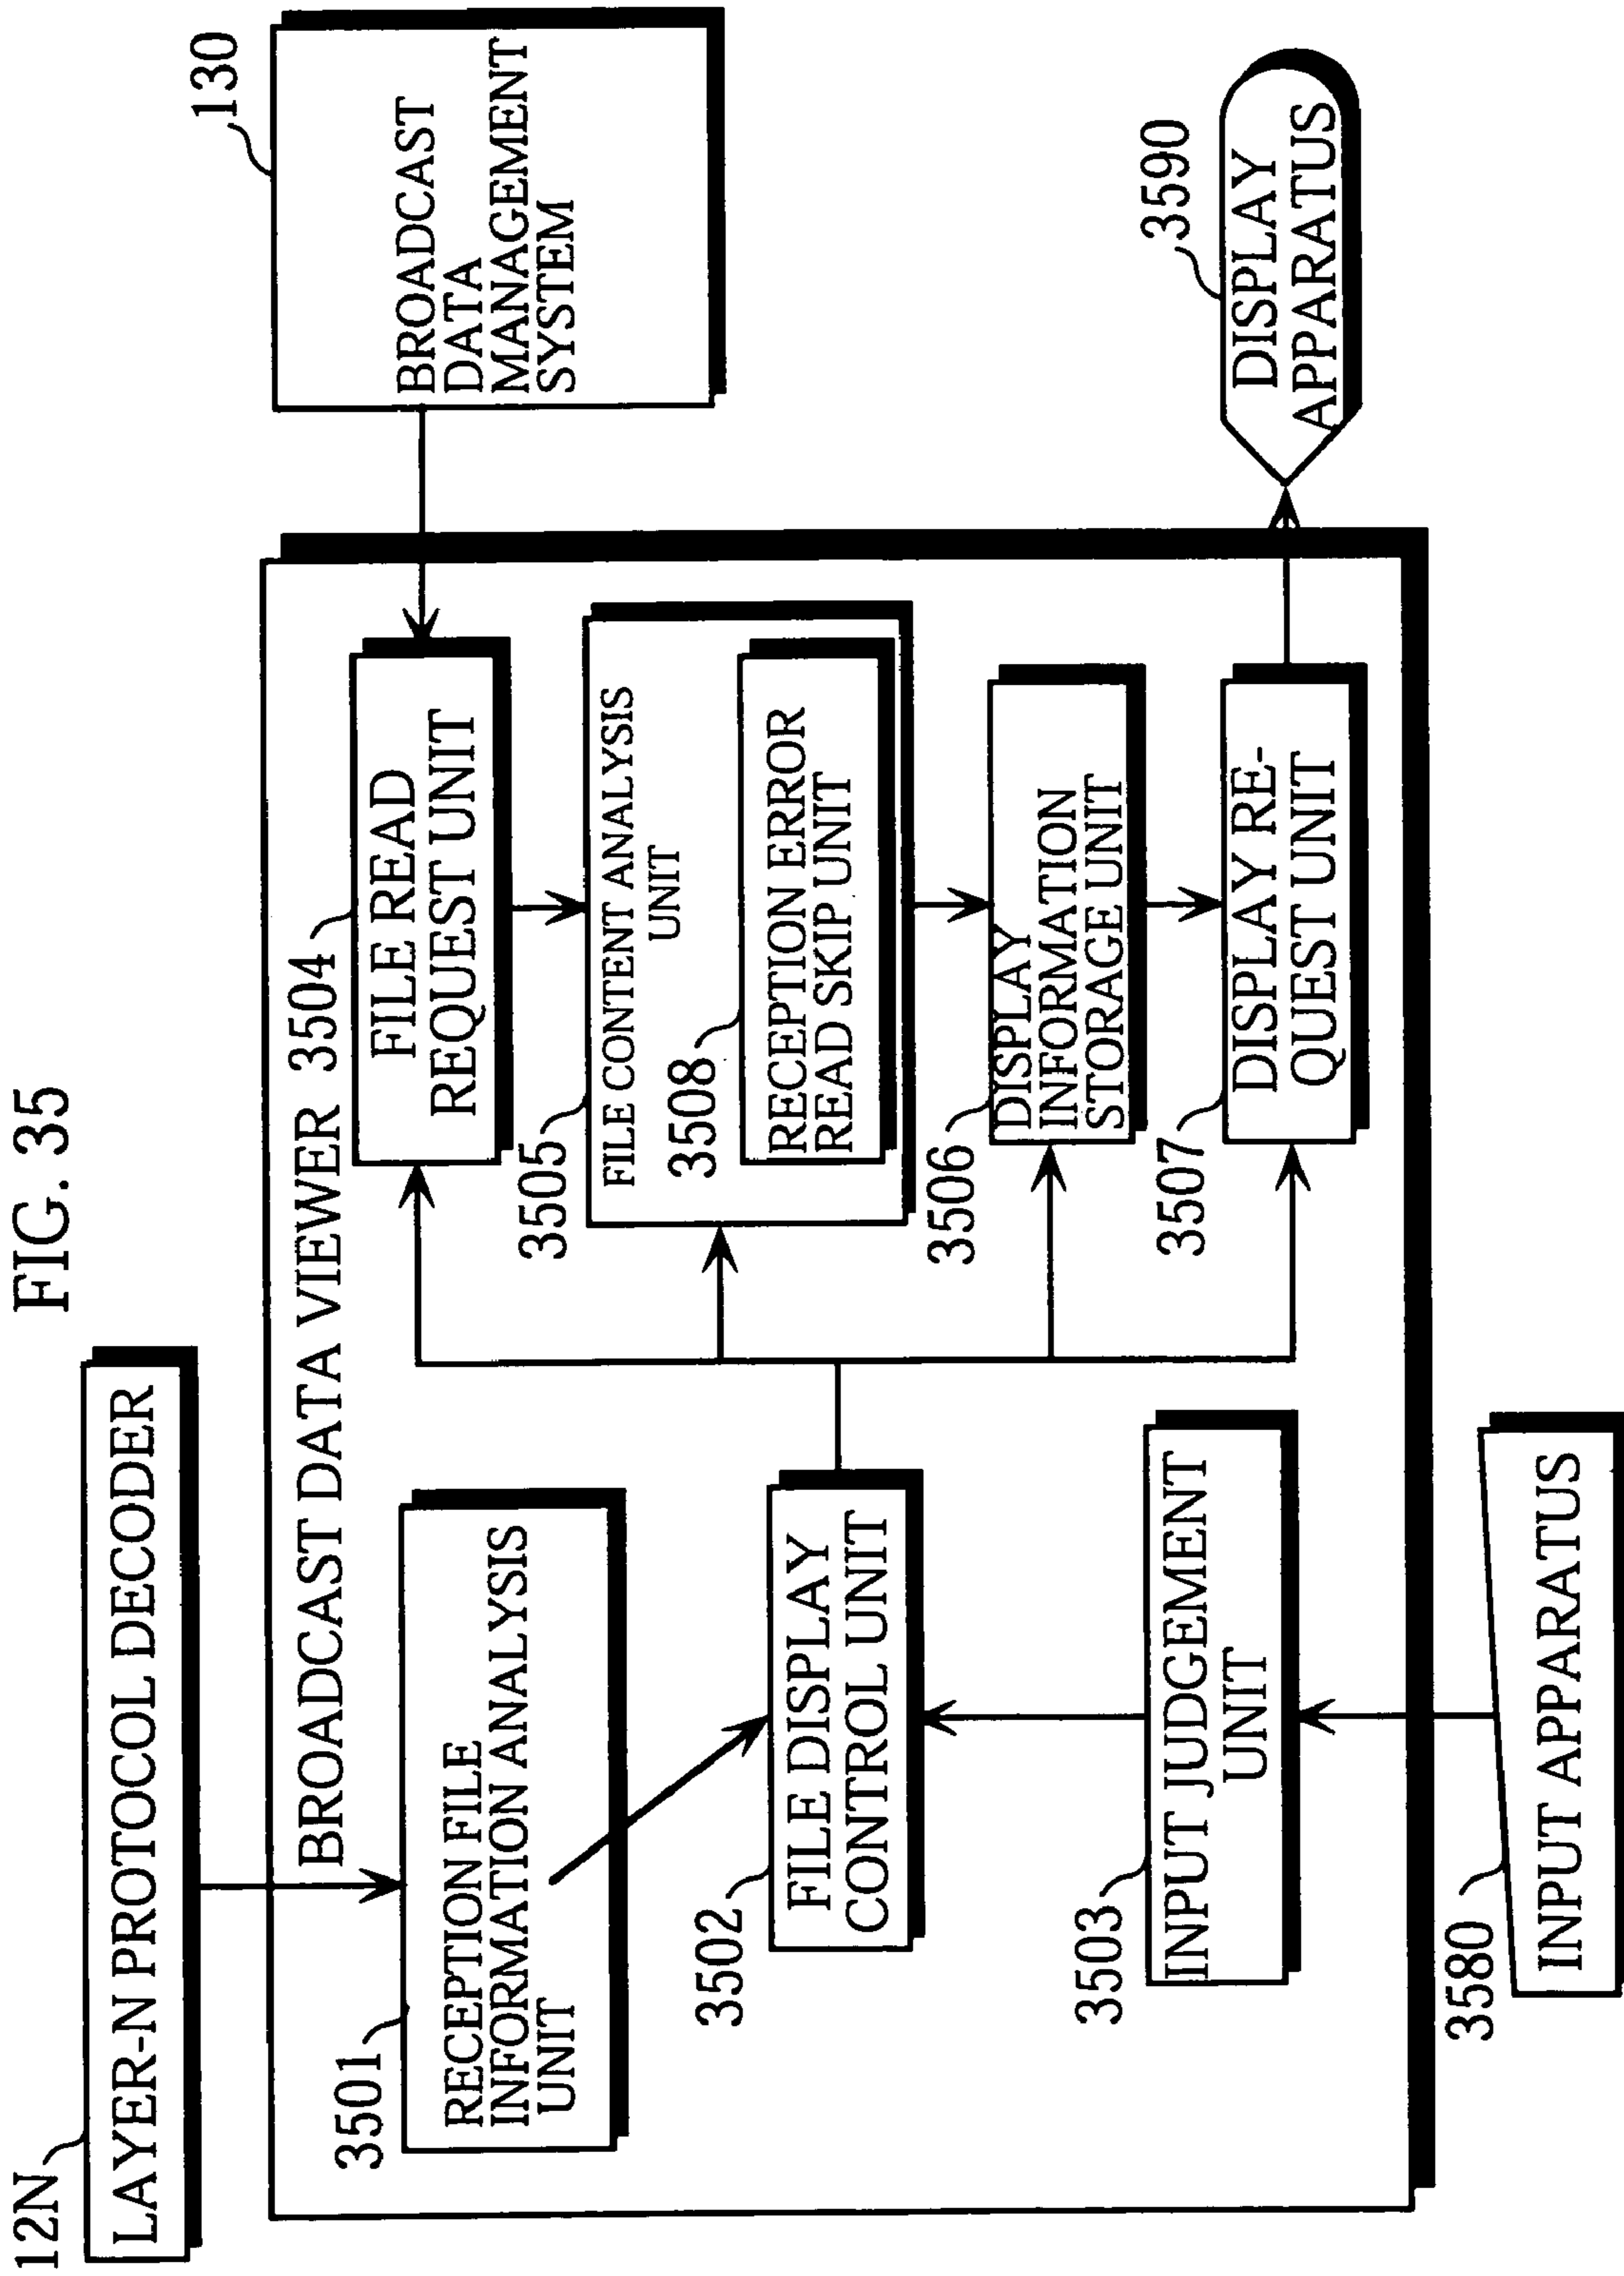 FIG. 35
12N
LAYER-N PROTOCOL DECODER
130
BROADCAST
DATA
MANAGEMENT
SYSTEM
BROADCAST DATA VIEWER
3501
RECEPTION FILE
INFORMATION ANALYSIS
UNIT
3502
FILE DISPLAY
CONTROL UNIT
3503
INPUT JUDGEMENT
UNIT
3580
INPUT APPARATUS
3504
FILE READ
REQUEST UNIT
3505
FILE CONTENT ANALYSIS
UNIT
3508
RECEPTION ERROR
READ SKIP UNIT
3506
DISPLAY
INFORMATION
STORAGE UNIT
3507
DISPLAY RE-
QUEST UNIT
3590
DISPLAY
APPARATUS